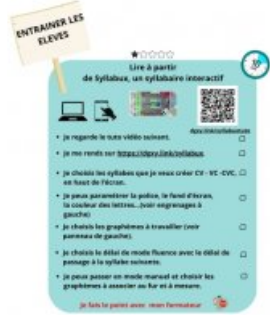 ENTRAINER LES
ELEVES
Lire à partir
de Syllabux, un syllabaire interactif
• Je regarde le tuto vidéo suivant.
• Je me rends sur https://dgxy.link/syllabux
• Je choisis les syllabes que je veux créer CV - VC -CVC,
en haut de l'écran.
• Je peux paramétrer la police, le fond d'écran,
la couleur des lettres...(voir engrenages à
gauche)
• Je choisis les graphèmes à travailler (voir
panneau de gauche).
• Je choisis le délai de mode fluence avec le délai de
passage à la syllabe suivante.
• Je peux passer en mode manuel et choisir les
graphèmes à associer au fur et à mesure.
Je fais le point avec mon formateur